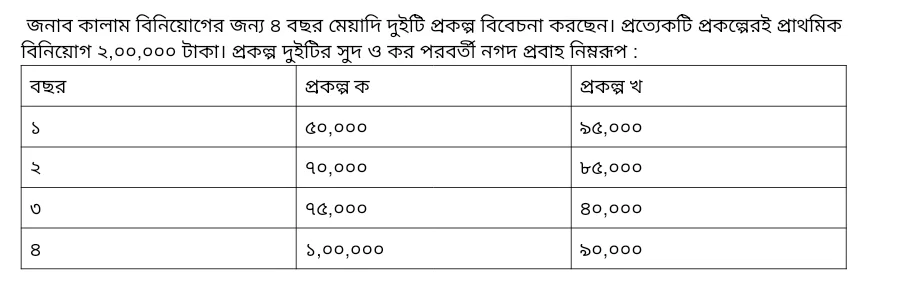 জনাব কালাম বিনিয়োগের জন্য ৪ বছর মেয়াদি দুইটি প্রকল্প বিবেচনা করছেন। প্রত্যেকটি প্রকল্পেরই প্রাথমিক
বিনিয়োগ ২,০০,০০০ টাকা। প্রকল্প দুইটির সুদ ও কর পরবর্তী নগদ প্রবাহ নিম্নরূপ :
বছর প্রকল্প ক প্রকল্প খ
১ ৫০,০০০ ৯৫,০০০
২ ৭০,০০০ ৮৫,০০০
৩ ৭৫,০০০ ৪০,০০০
৪ ১,০০,০০০ ৯০,০০০